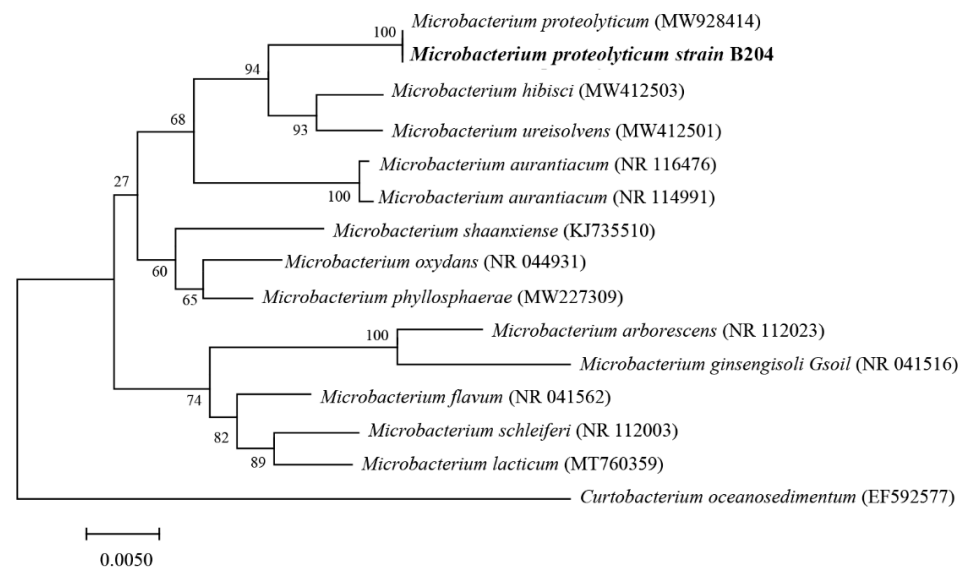 Microbacterium proteolyticum (MW928414)
100
Microbacterium proteolyticum strain B204
94
Microbacterium hibisci (MW412503)
68
93
Microbacterium ureisolvens (MW412501)
Microbacterium aurantiacum (NR 116476)
27
100
Microbacterium aurantiacum (NR 114991)
Microbacterium shaanxiense (KJ735510)
60
Microbacterium oxydans (NR 044931)
65
Microbacterium phyllosphaerae (MW227309)
100
Microbacterium arborescens (NR 112023)
Microbacterium ginsengisoli Gsoil (NR 041516)
74
Microbacterium flavum (NR 041562)
82
Microbacterium schleiferi (NR 112003)
89
Microbacterium lacticum (MT760359)
Curtobacterium oceanosedimentum (EF592577)
0.0050